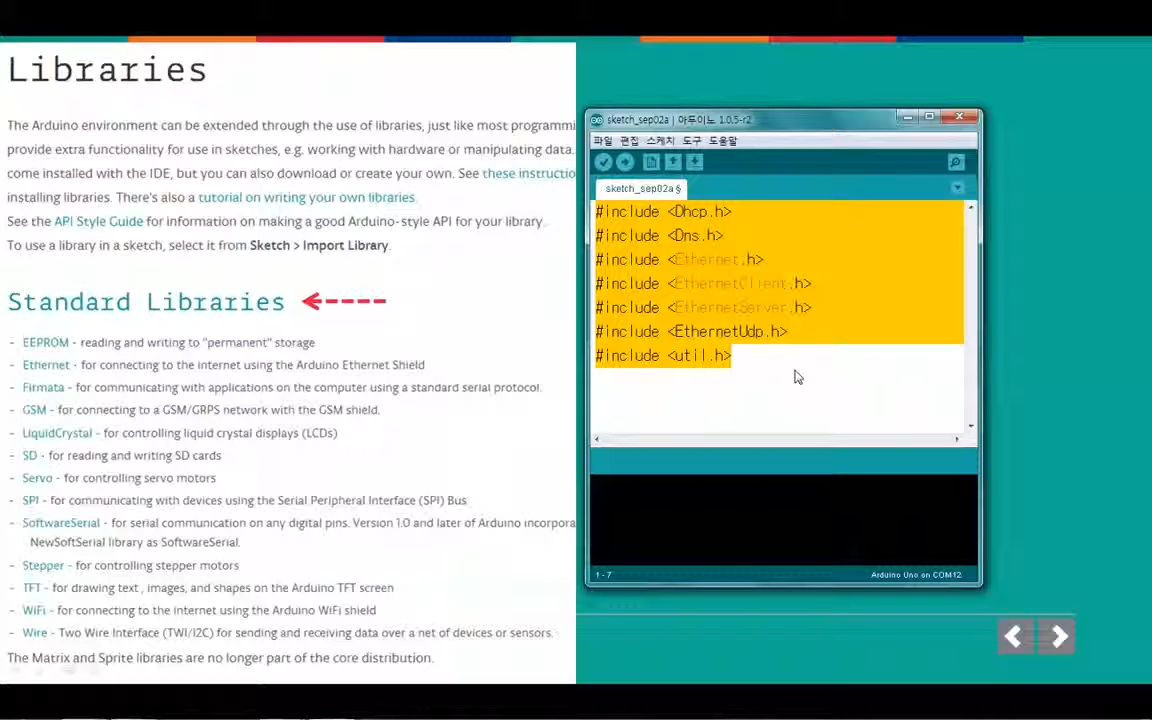 Libraries
The Arduino environment can be extended through the use of libraries, just like most programmi
provide extra functionality for use in sketches, e.g. working with hardware or manipulating data.
come installed with the IDE, but you can also download or create your own. See these instructio
installing libraries. There's also a tutorial on writing your own libraries.
See the API Style Guide for information on making a good Arduino-style API for your library.
To use a library in a sketch, select it from Sketch > Import Library.
Standard Libraries
- EEPROM - reading and writing to "permanent" storage
- Ethernet - for connecting to the internet using the Arduino Ethernet Shield
- Firmata - for communicating with applications on the computer using a standard serial protocol.
- GSM - for connecting to a GSM/GRPS network with the GSM shield.
- LiquidCrystal - for controlling liquid crystal displays (LCDs)
- SD - for reading and writing SD cards
- Servo - for controlling servo motors
- SPI - for communicating with devices using the Serial Peripheral Interface (SPI) Bus
- SoftwareSerial - for serial communication on any digital pins. Version 1.0 and later of Arduino incorpora
NewSoftSerial library as SoftwareSerial.
- Stepper - for controlling stepper motors
- TFT - for drawing text , images, and shapes on the Arduino TFT screen
- WiFi - for connecting to the internet using the Arduino WiFi shield
- Wire - Two Wire Interface (TWI/I2C) for sending and receiving data over a net of devices or sensors.
The Matrix and Sprite libraries are no longer part of the core distribution.
sketch_sep02a | 아두이노 1.0.5-r2
파일 편집 스케치 도구 도움말
sketch_sep02a §
#include <Dhcp.h>
#include <Dns.h>
#include <Ethernet.h>
#include <EthernetClient.h>
#include <EthernetServer.h>
#include <EthernetUdp.h>
#include <util.h>
1 - 7
Arduino Uno on COM12